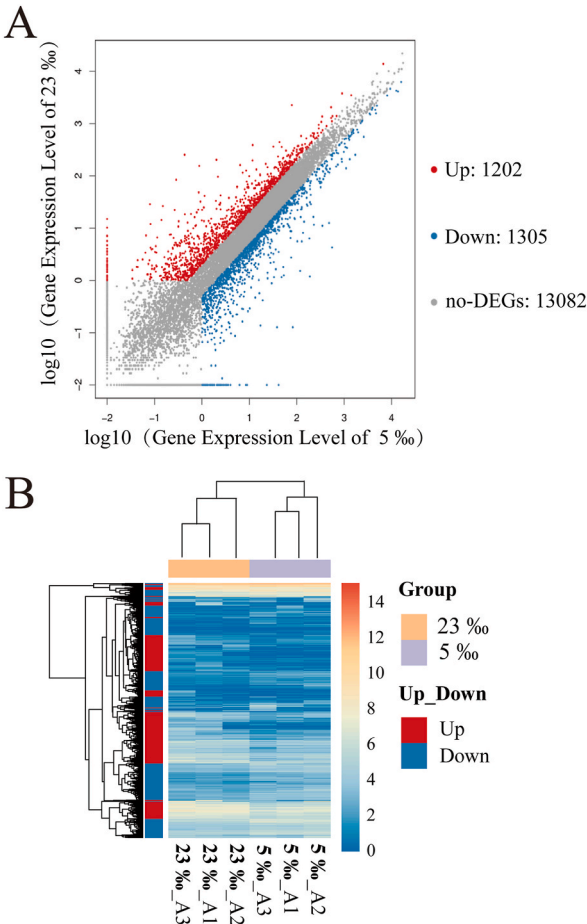 A
log10（Gene Expression Level of 23 ‰）
4
3
2
1
0
-1
-2
-2
-1
0
1
2
3
4
log10（Gene Expression Level of 5 ‰）
Up: 1202
Down: 1305
no-DEGs: 13082
B
14
12
10
8
6
4
2
0
Group
23 ‰
5 ‰
Up_Down
Up
Down
23 ‰_A3
23 ‰_A1
23 ‰_A2
5 ‰_A3
5 ‰_A1
5 ‰_A2